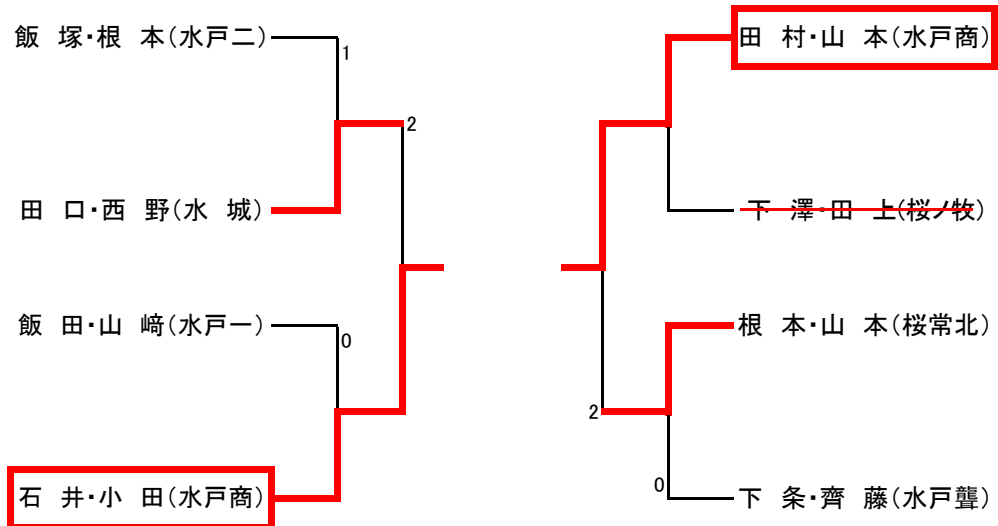 飯 塚・根 本(水戸二)
1
2
田 口・西 野(水 城)
飯 田・山 﨑(水戸一)
0
石 井・小 田(水戸商)
田 村・山 本(水戸商)
下 澤・田 上(桜ノ牧)
根 本・山 本(桜常北)
2
0
下 条・齊 藤(水戸聾)